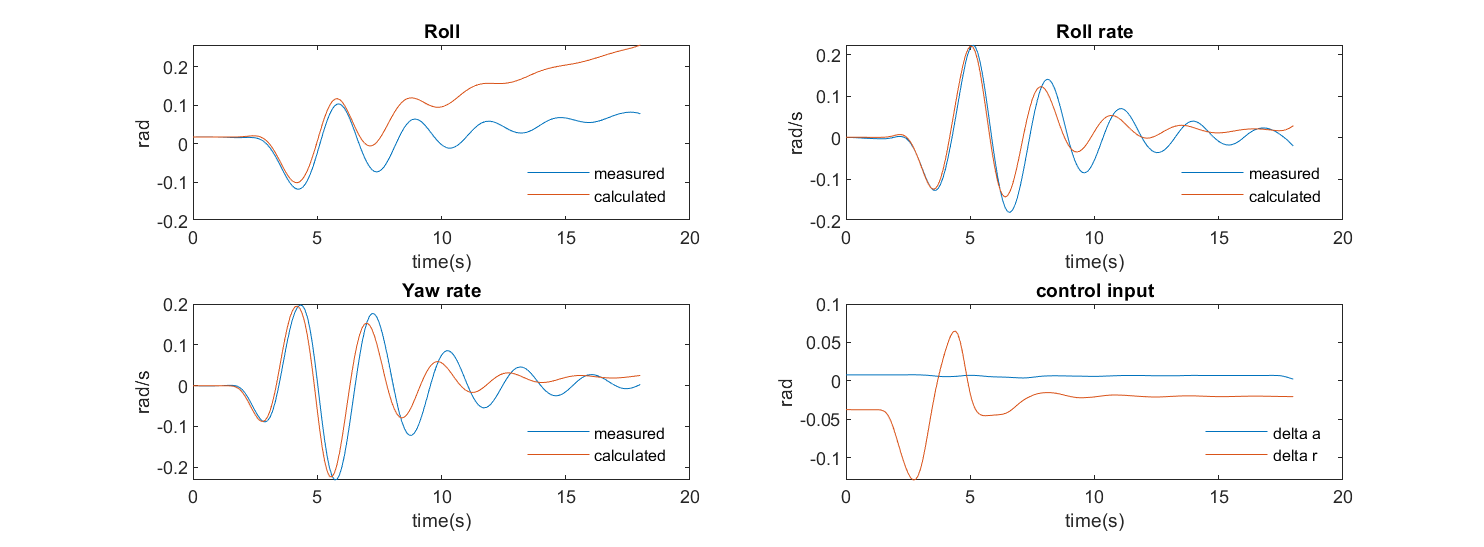 Roll
0.2
0.1
0
-0.1
-0.2
rad
measured
calculated
0 5 10 15 20
time(s)
Roll rate
0.2
0.1
0
-0.1
-0.2
rad/s
measured
calculated
0 5 10 15 20
time(s)
Yaw rate
0.2
0.1
0
-0.1
-0.2
rad/s
measured
calculated
0 5 10 15 20
time(s)
control input
0.1
0.05
0
-0.05
-0.1
rad
delta a
delta r
0 5 10 15 20
time(s)